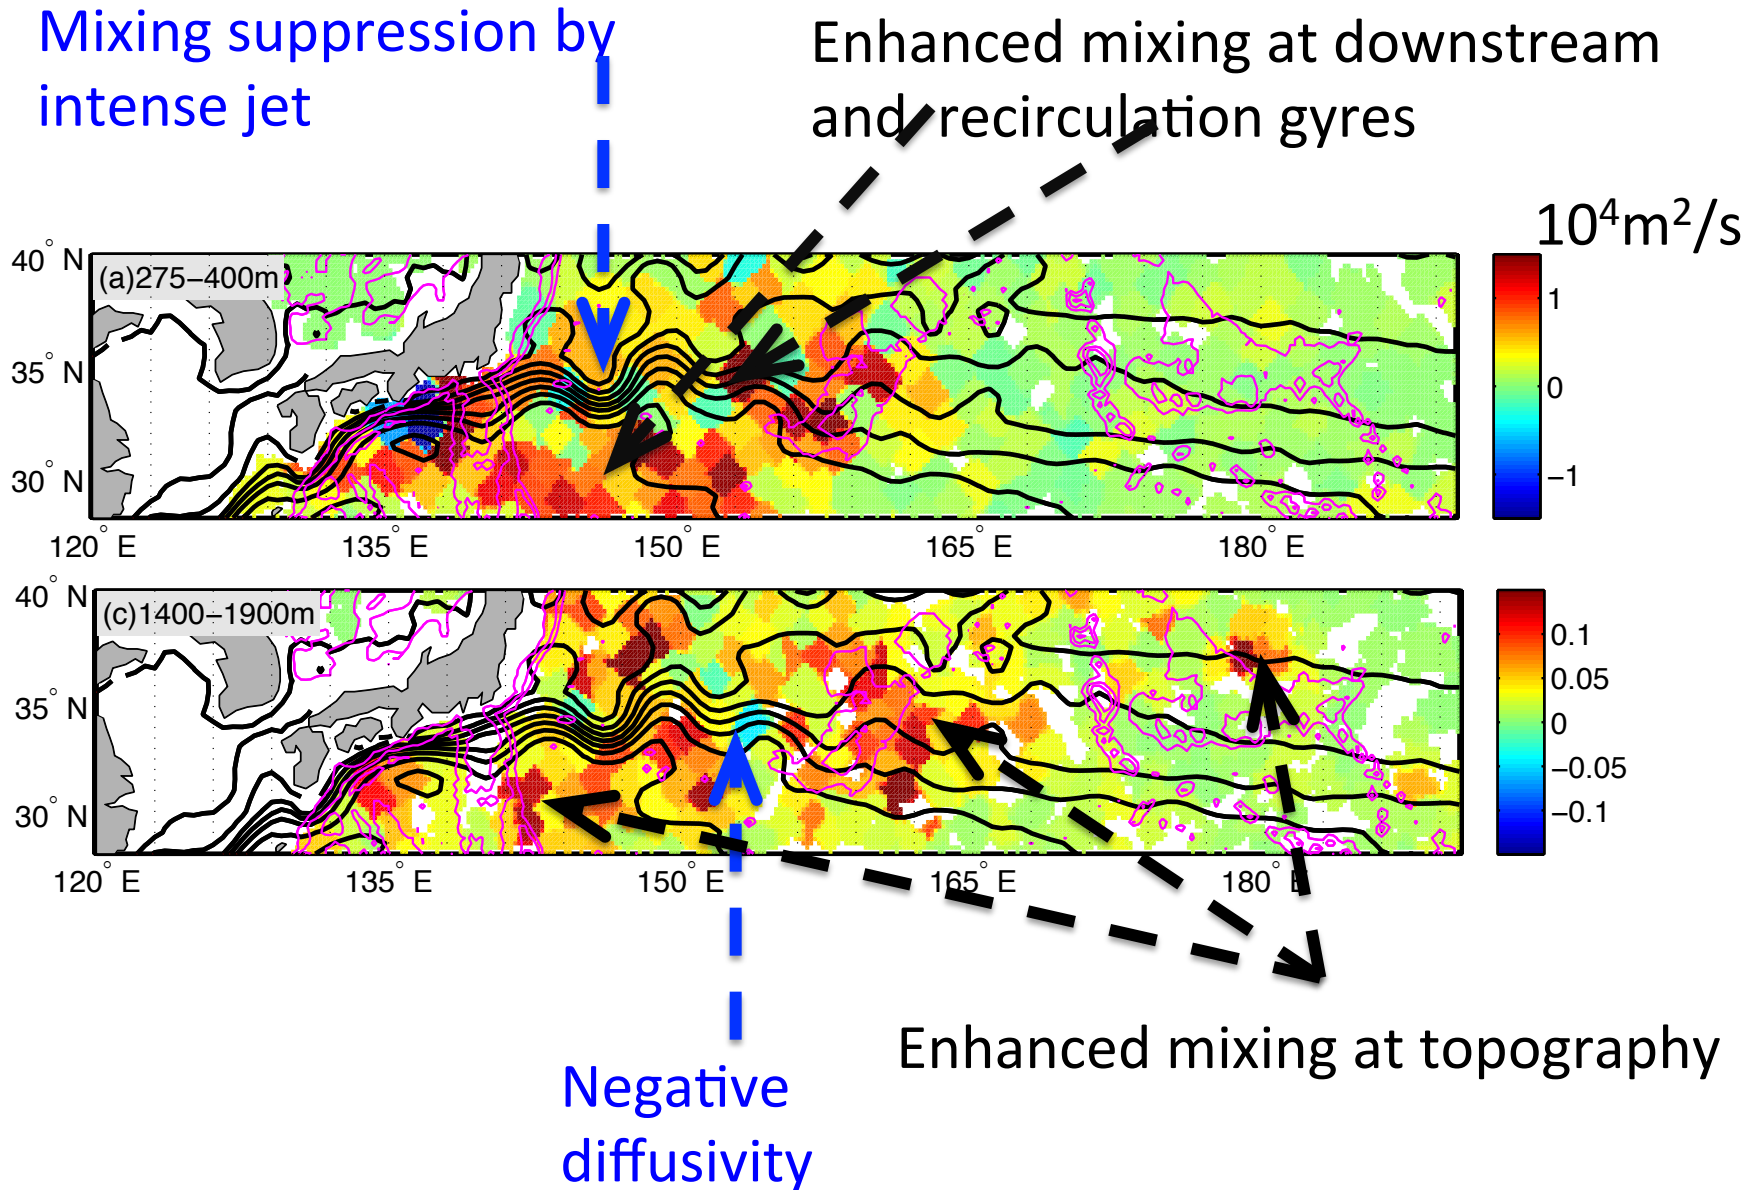 Mixing suppression by
intense jet
Enhanced mixing at downstream
and recirculation gyres
10⁴m²/s
(a)275−400m
40° N
35° N
30° N
120° E
135° E
150° E
165° E
180° E
1
0
−1
(c)1400−1900m
40° N
35° N
30° N
120° E
135° E
150° E
165° E
180° E
0.1
0.05
0
−0.05
−0.1
Enhanced mixing at topography
Negative
diffusivity